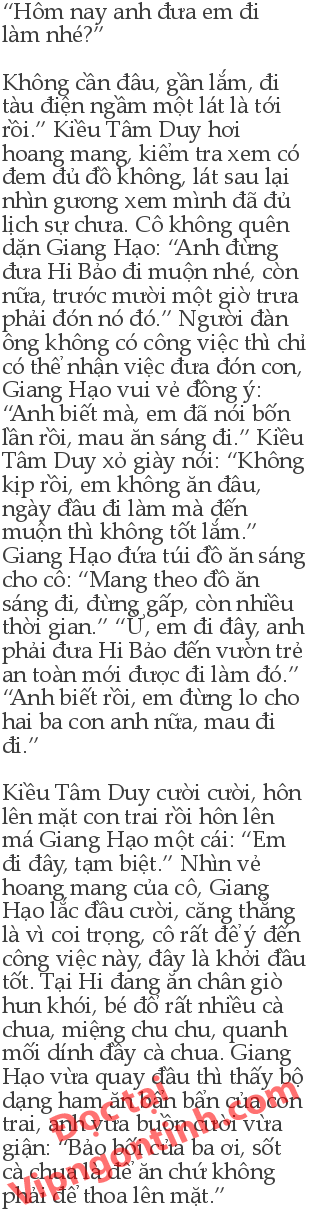 “Hôm nay anh đưa em đi
làm nhé?”
Không cần đâu, gần lắm, đi
tàu điện ngầm một lát là tới
rồi.” Kiều Tâm Duy hơi
hoang mang, kiểm tra xem có
đem đủ đồ không, lát sau lại
nhìn gương xem mình đã đủ
lịch sự chưa. Cô không quên
dặn Giang Hạo: “Anh đừng
đưa Hi Bảo đi muộn nhé, còn
nữa, trước mười một giờ trưa
phải đón nó đó.” Người đàn
ông không có công việc thì chỉ
có thể nhận việc đưa đón con,
Giang Hạo vui vẻ đồng ý:
“Anh biết mà, em đã nói bốn
lần rồi, mau ăn sáng đi.” Kiều
Tâm Duy xỏ giày nói: “Không
kịp rồi, em không ăn đâu,
ngày đầu đi làm mà đến
muộn thì không tốt lắm.”
Giang Hạo đứa túi đồ ăn sáng
cho cô: “Mang theo đồ ăn
sáng đi, đừng gấp, còn nhiều
thời gian.” “Ừ, em đi đây, anh
phải đưa Hi Bảo đến vườn trẻ
an toàn mới được đi làm đó.”
“Anh biết rồi, em đừng lo cho
hai ba con anh nữa, mau đi
đi.”
Kiều Tâm Duy cười cười, hôn
lên mặt con trai rồi hôn lên
má Giang Hạo một cái: “Em
đi đây, tạm biệt.” Nhìn vẻ
hoang mang của cô, Giang
Hạo lắc đầu cười, căng thẳng
là vì coi trọng, cô rất để ý đến
công việc này, đây là khởi đầu
tốt. Tại Hi đang ăn chân giò
hun khói, bé đổ rất nhiều cà
chua, miệng chu chu, quanh
mối dính đầy cà chua. Giang
Hạo vừa quay đầu thì thấy bộ
dạng ham ăn bẩn bẩn của con
trai, anh vừa buồn cười vừa
giận: “Bảo bối của ba ơi, sốt
cà chua là để ăn chứ không
phải để thoa lên mặt.”
Đọc tại
Vipngontinh.com